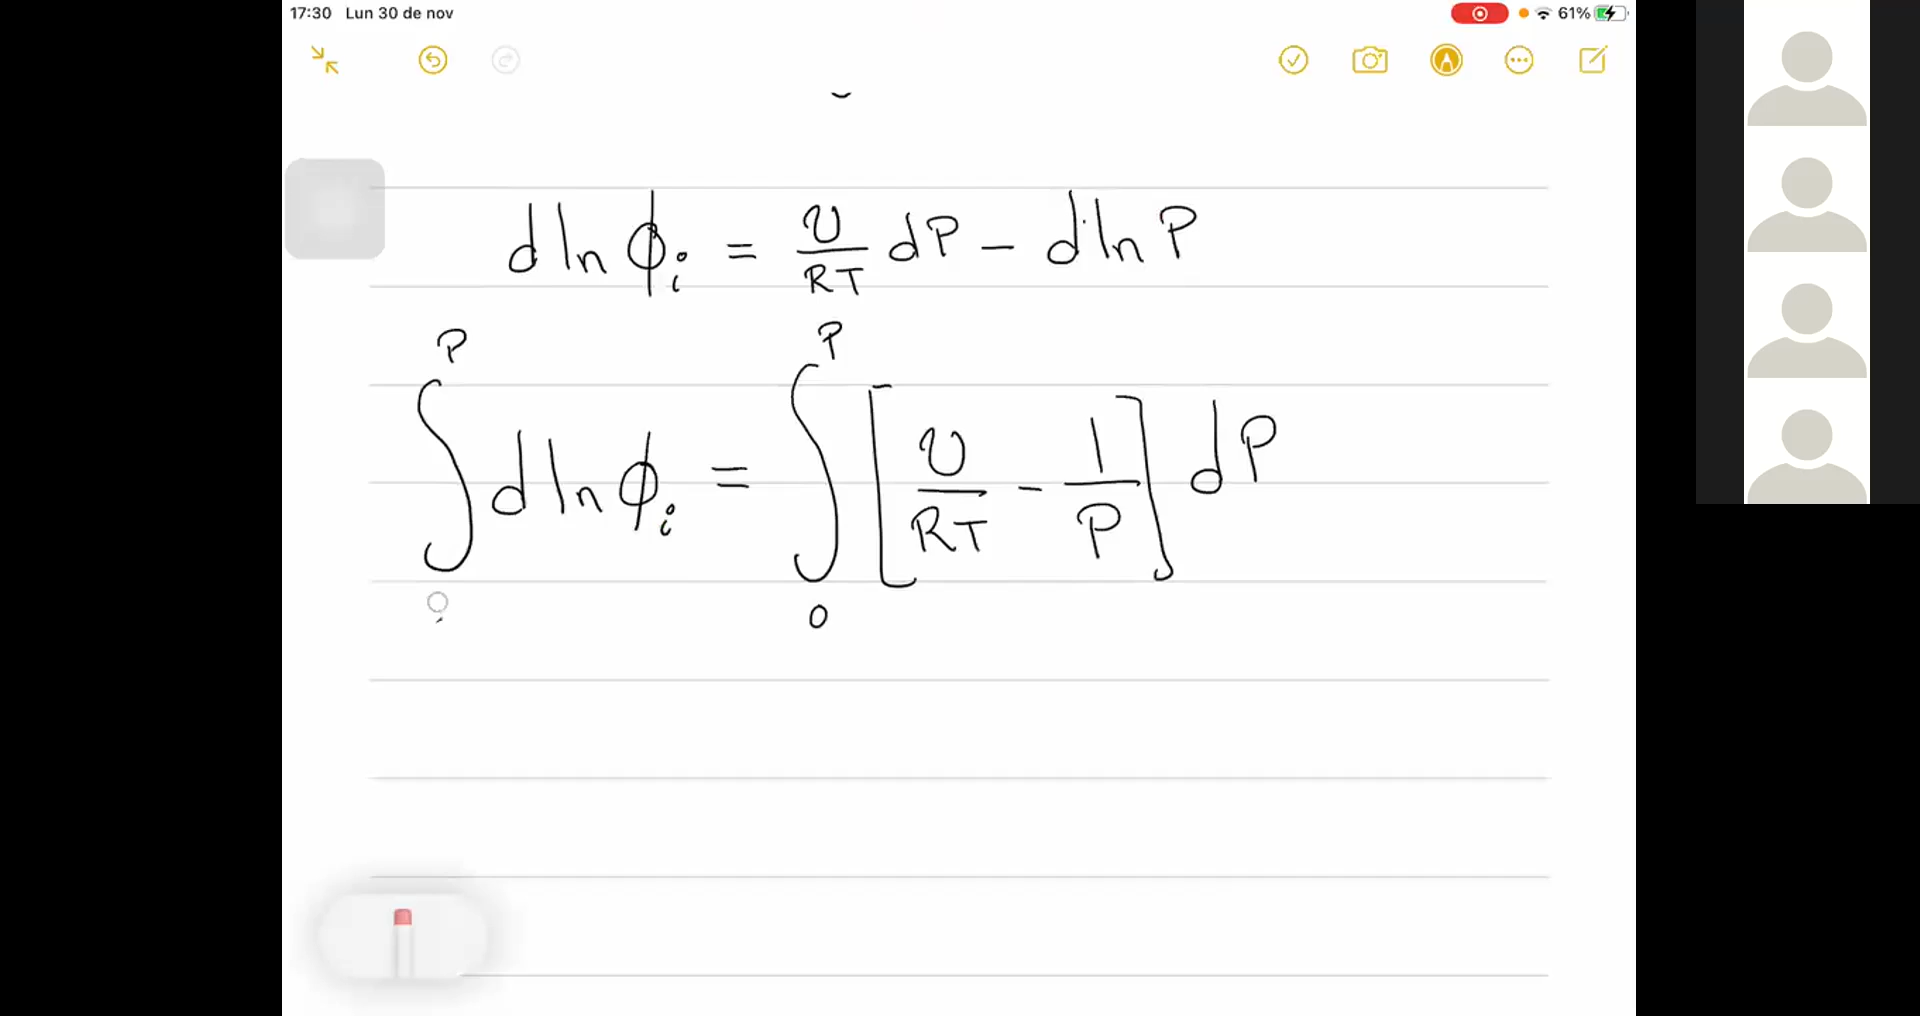 17:30 Lun 30 de nov 61%
d ln ϕi = v/RT dP − d ln P
∫₀ᴾ d ln ϕi = ∫₀ᴾ [v/RT − 1/P] dP